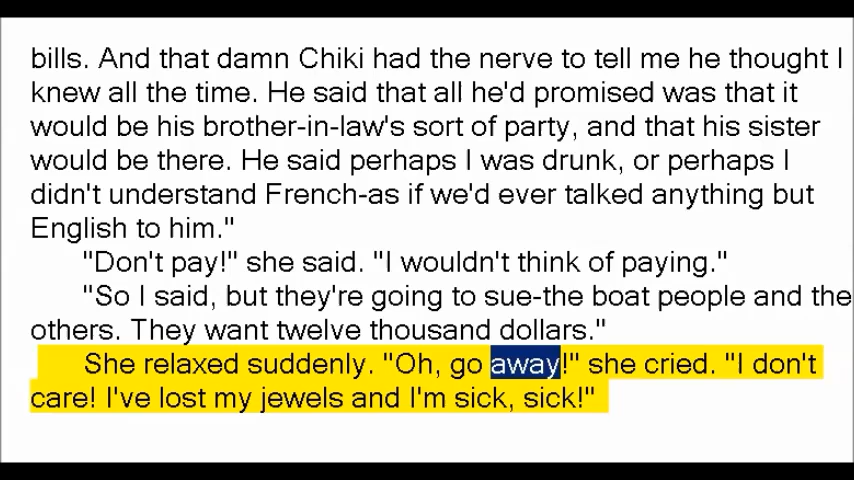 bills. And that damn Chiki had the nerve to tell me he thought I
knew all the time. He said that all he'd promised was that it
would be his brother-in-law's sort of party, and that his sister
would be there. He said perhaps I was drunk, or perhaps I
didn't understand French-as if we'd ever talked anything but
English to him."
"Don't pay!" she said. "I wouldn't think of paying."
"So I said, but they're going to sue-the boat people and the
others. They want twelve thousand dollars."
She relaxed suddenly. "Oh, go away!" she cried. "I don't
care! I've lost my jewels and I'm sick, sick!"